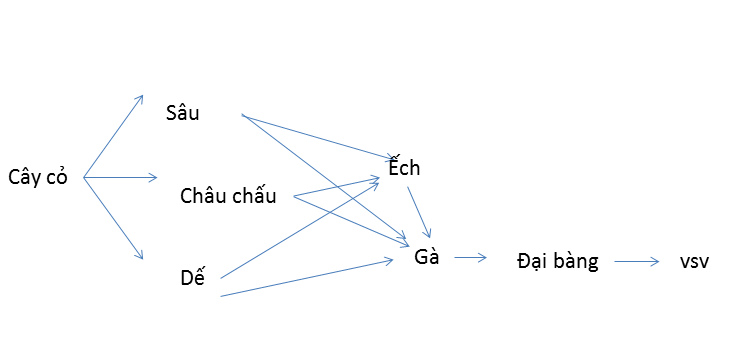 Sâu
Ếch
Cây cỏ
Châu chấu
Dế
Gà
Đại bàng
vsv